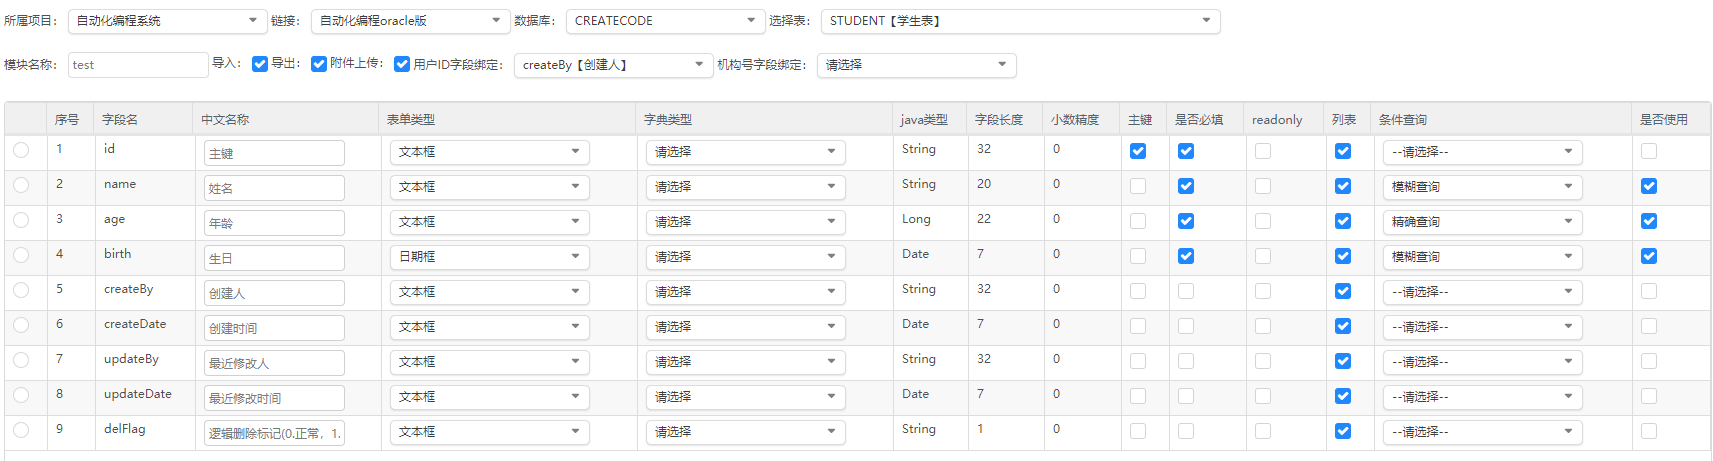 所属项目： 自动化编程系统 链接： 自动化编程oracle版 数据库： CREATECODE 选择表： STUDENT【学生表】
模块名称： test 导入： 导出： 附件上传： 用户ID字段绑定： createBy【创建人】 机构号字段绑定： 请选择
序号 字段名 中文名称 表单类型 字典类型 java类型 字段长度 小数精度 主键 是否必填 readonly 列表 条件查询 是否使用
1 id 主键 文本框 请选择 String 32 0 --请选择--
2 name 姓名 文本框 请选择 String 20 0 模糊查询
3 age 年龄 文本框 请选择 Long 22 0 精确查询
4 birth 生日 日期框 请选择 Date 7 0 模糊查询
5 createBy 创建人 文本框 请选择 String 32 0 --请选择--
6 createDate 创建时间 文本框 请选择 Date 7 0 --请选择--
7 updateBy 最近修改人 文本框 请选择 String 32 0 --请选择--
8 updateDate 最近修改时间 文本框 请选择 Date 7 0 --请选择--
9 delFlag 逻辑删除标记(0.正常，1. 文本框 请选择 String 1 0 --请选择--